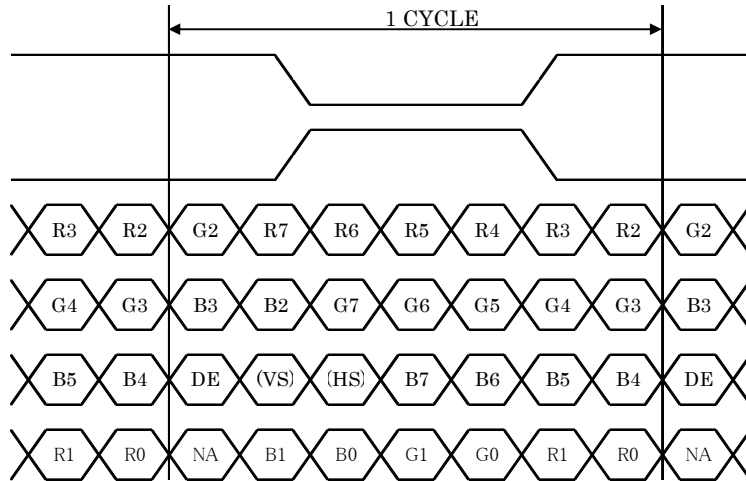 1 CYCLE
R3 R2 G2 R7 R6 R5 R4 R3 R2 G2
G4 G3 B3 B2 G7 G6 G5 G4 G3 B3
B5 B4 DE (VS) (HS) B7 B6 B5 B4 DE
R1 R0 NA B1 B0 G1 G0 R1 R0 NA